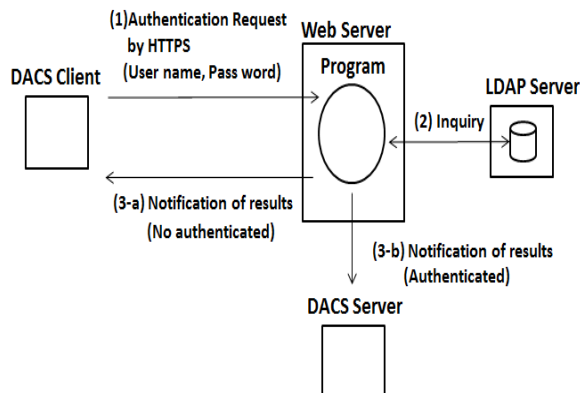 (1)Authentication Request
by HTTPS
(User name, Pass word)
Web Server
Program
DACS Client
LDAP Server
(2) Inquiry
(3-a) Notification of results
(No authenticated)
(3-b) Notification of results
(Authenticated)
DACS Server